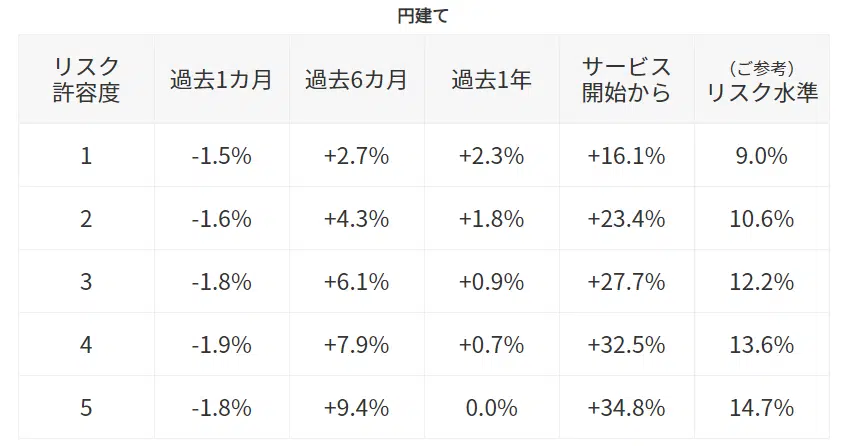 円建て
リスク
許容度
過去1カ月
過去6カ月
過去1年
サービス
開始から
（ご参考）
リスク水準
1 -1.5% +2.7% +2.3% +16.1% 9.0%
2 -1.6% +4.3% +1.8% +23.4% 10.6%
3 -1.8% +6.1% +0.9% +27.7% 12.2%
4 -1.9% +7.9% +0.7% +32.5% 13.6%
5 -1.8% +9.4% 0.0% +34.8% 14.7%